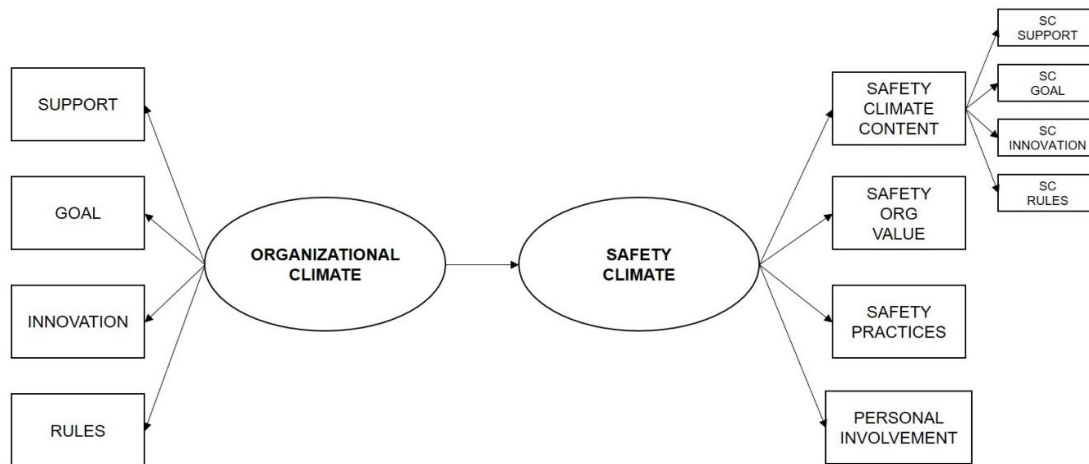 SUPPORT
GOAL
INNOVATION
RULES
ORGANIZATIONAL
CLIMATE
SAFETY
CLIMATE
SAFETY
CLIMATE
CONTENT
SAFETY
ORG
VALUE
SAFETY
PRACTICES
PERSONAL
INVOLVEMENT
SC
SUPPORT
SC
GOAL
SC
INNOVATION
SC
RULES